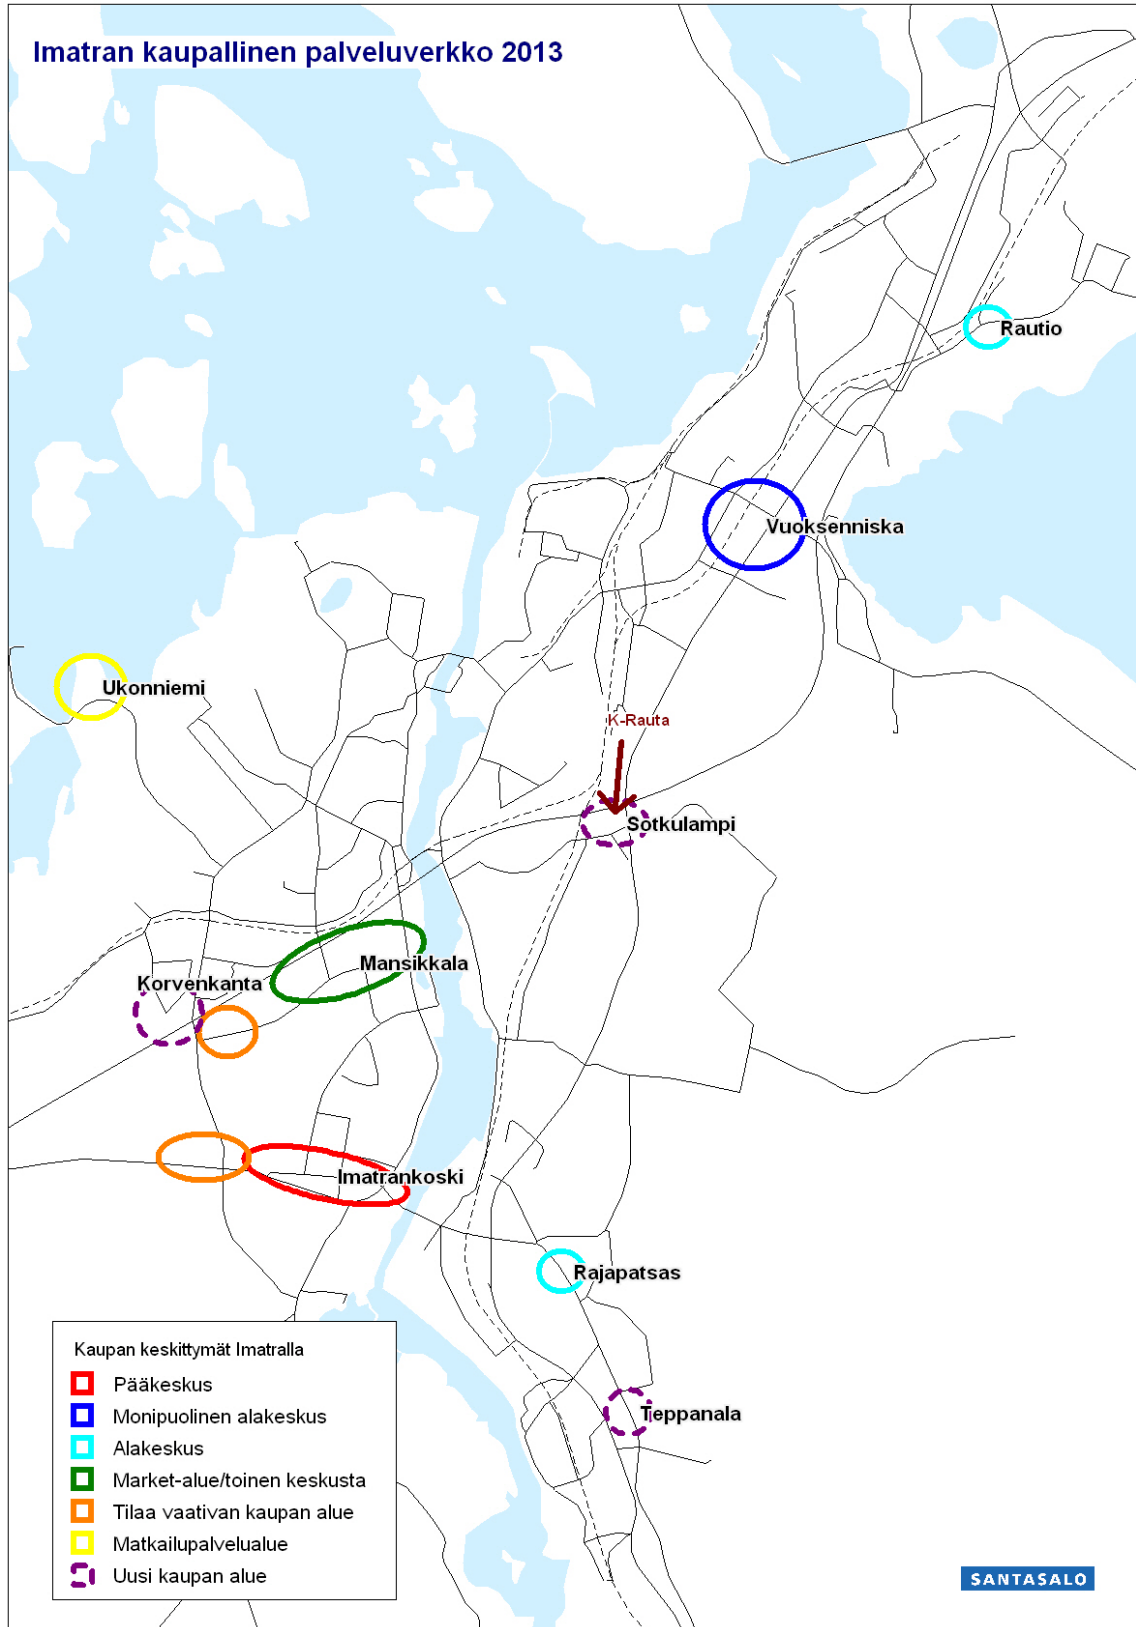 Imatran kaupallinen palveluverkko 2013
Rautio
Vuoksenniska
Ukonniemi
K-Rauta
Sotkulampi
Mansikkala
Korvenkanta
Imatrankoski
Rajapatsas
Teppanala
Kaupan keskittymät Imatralla
Pääkeskus
Monipuolinen alakeskus
Alakeskus
Market-alue/toinen keskusta
Tilaa vaativan kaupan alue
Matkailupalvelualue
Uusi kaupan alue
SANTASALO